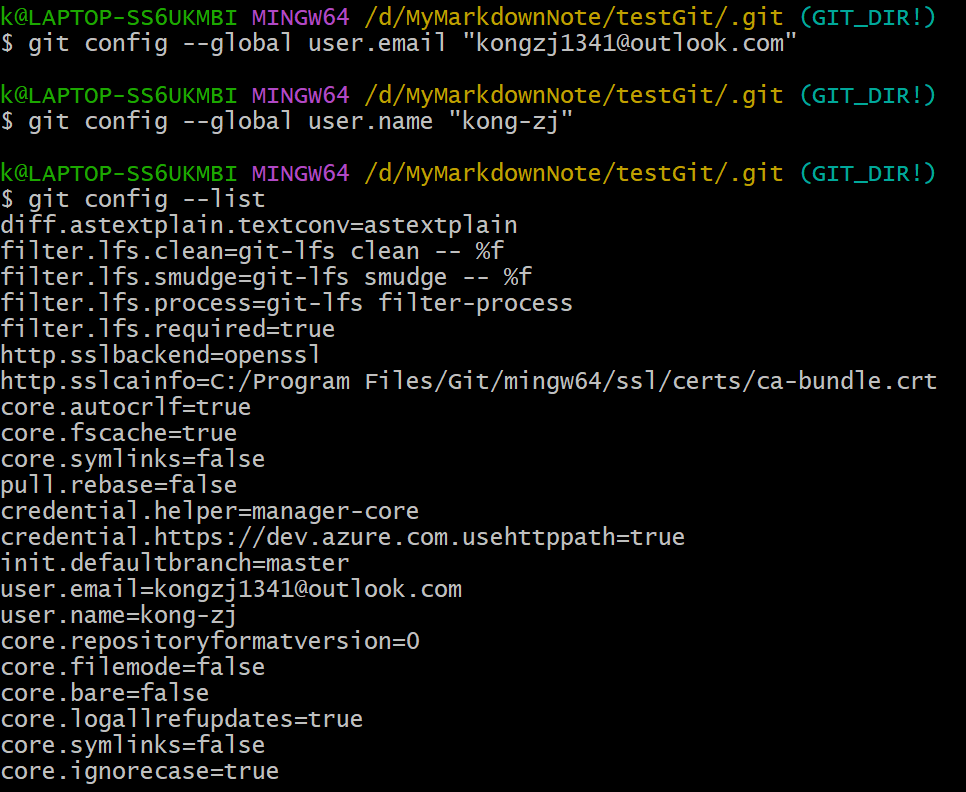 k@LAPTOP-SS6UKMBI MINGW64 /d/MyMarkdownNote/testGit/.git (GIT_DIR!)
$ git config --global user.email "kongzj1341@outlook.com"
k@LAPTOP-SS6UKMBI MINGW64 /d/MyMarkdownNote/testGit/.git (GIT_DIR!)
$ git config --global user.name "kong-zj"
k@LAPTOP-SS6UKMBI MINGW64 /d/MyMarkdownNote/testGit/.git (GIT_DIR!)
$ git config --list
diff.astextplain.textconv=astextplain
filter.lfs.clean=git-lfs clean -- %f
filter.lfs.smudge=git-lfs smudge -- %f
filter.lfs.process=git-lfs filter-process
filter.lfs.required=true
http.sslbackend=openssl
http.sslcainfo=C:/Program Files/Git/mingw64/ssl/certs/ca-bundle.crt
core.autocrlf=true
core.fscache=true
core.symlinks=false
pull.rebase=false
credential.helper=manager-core
credential.https://dev.azure.com.usehttppath=true
init.defaultbranch=master
user.email=kongzj1341@outlook.com
user.name=kong-zj
core.repositoryformatversion=0
core.filemode=false
core.bare=false
core.logallrefupdates=true
core.symlinks=false
core.ignorecase=true